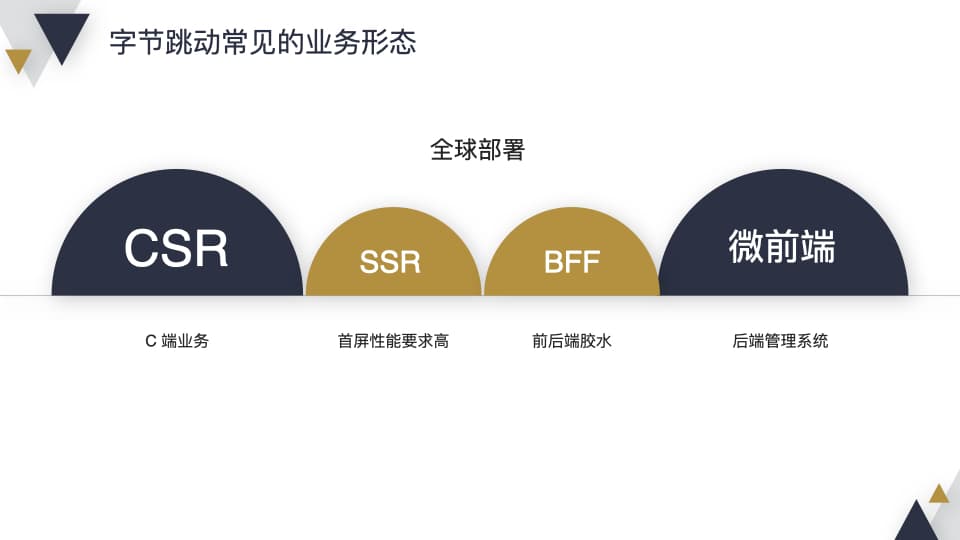 字节跳动常见的业务形态
全球部署
CSR
SSR
BFF
微前端
C 端业务
首屏性能要求高
前后端胶水
后端管理系统